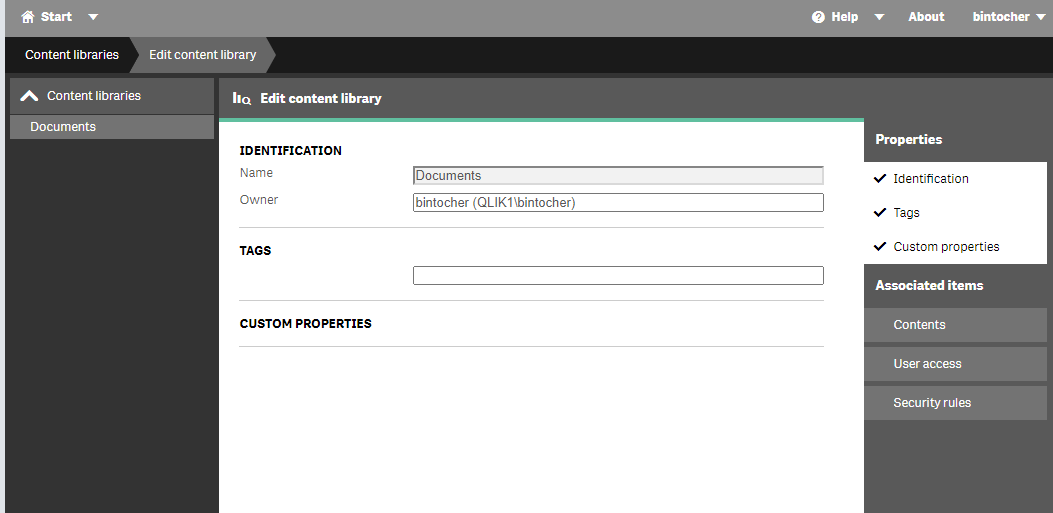 Start
Help
About
bintocher
Content libraries
Edit content library
Content libraries
Documents
Edit content library
IDENTIFICATION
Name
Documents
Owner
bintocher (QLIK1\bintocher)
TAGS
CUSTOM PROPERTIES
Properties
Identification
Tags
Custom properties
Associated items
Contents
User access
Security rules